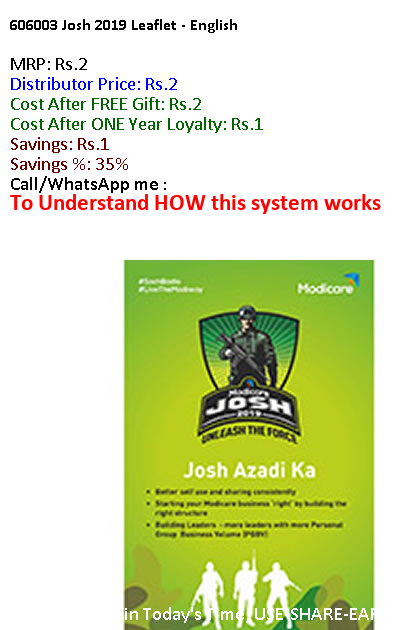 606003 Josh 2019 Leaflet - English
MRP: Rs.2
Distributor Price: Rs.2
Cost After FREE Gift: Rs.2
Cost After ONE Year Loyalty: Rs.1
Savings: Rs.1
Savings %: 35%
Call/WhatsApp me :
To Understand HOW this system works
#SochBadlo
#LiveTheModiway
Modicare
Modicare
JOSH
2019
UNLEASH THE FORCE
Josh Azadi Ka
• Better self use and sharing consistently
• Starting your Modicare business 'right' by building the
right structure
• Building Leaders - more leaders with more Personal
Group Business Volume (PGBV)
in Today's Time, USE-SHARE-EAR